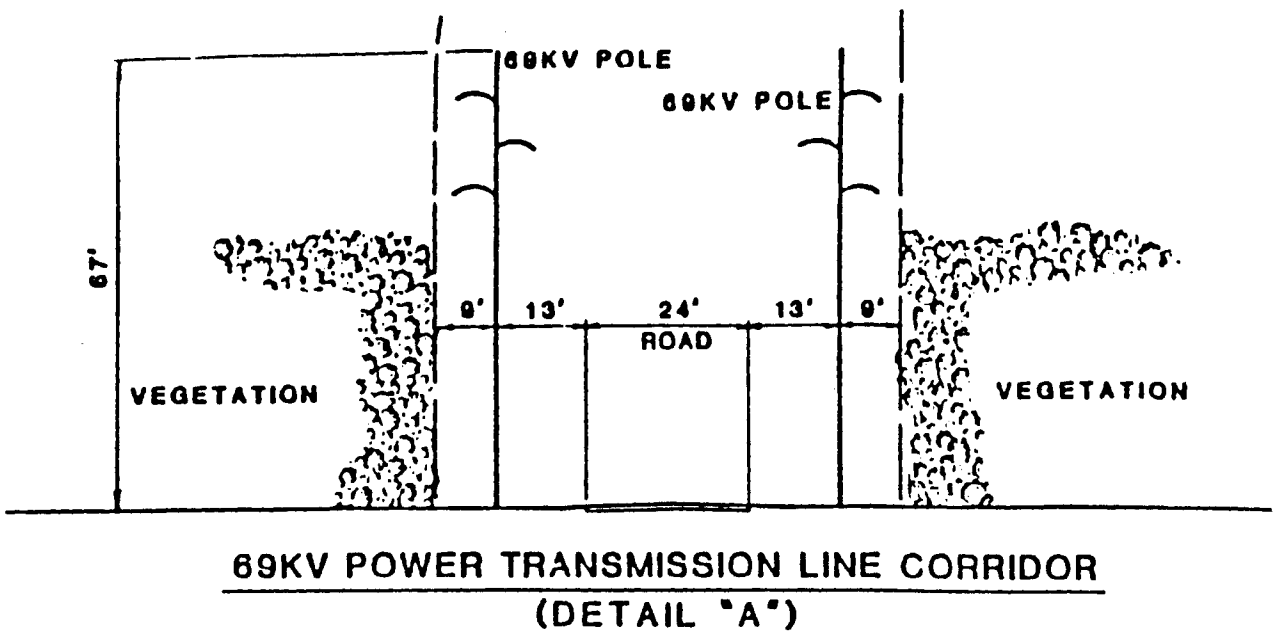 69KV POLE
69KV POLE
67'
9' 13' 24' 13' 9'
ROAD
VEGETATION VEGETATION
69KV POWER TRANSMISSION LINE CORRIDOR
(DETAIL "A")